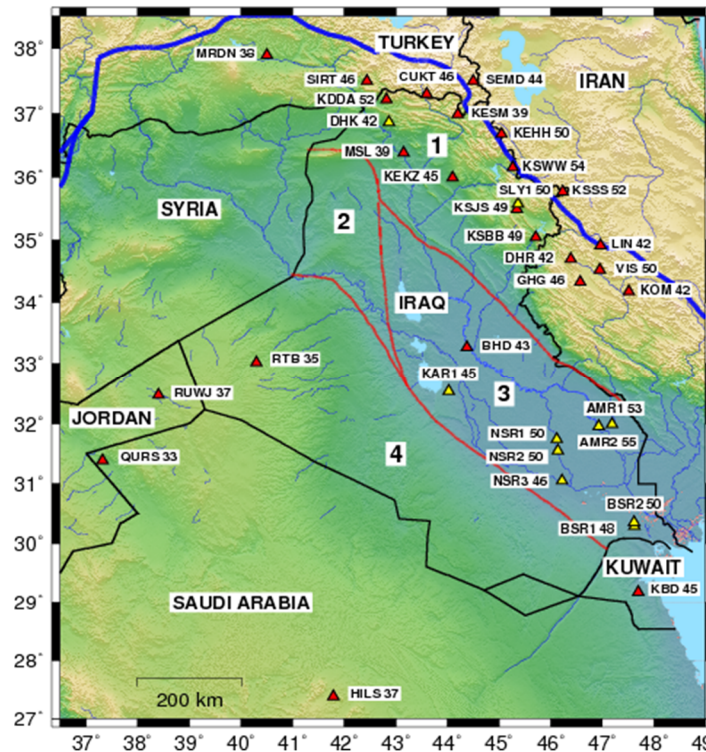 38°
37°
36°
35°
34°
33°
32°
31°
30°
29°
28°
27°
MRDN 38
TURKEY
SIRT 46
CUKT 46
SEMD 44
IRAN
KDDA 52
KESM 39
DHK 42
KEHH 50
1
MSL 39
KSWW 54
KEKZ 45
SLY1 50
KSSS 52
SYRIA
KSJS 49
2
KSBB 49
LIN 42
DHR 42
VIS 50
GHG 46
KOM 42
IRAQ
BHD 43
RTB 35
KAR1 45
RUWJ 37
3
AMR1 53
JORDAN
NSR1 50
AMR2 55
QURS 33
4
NSR2 50
NSR3 46
BSR2 50
BSR1 48
KUWAIT
KBD 45
SAUDI ARABIA
200 km
HILS 37
37° 38° 39° 40° 41° 42° 43° 44° 45° 46° 47° 48° 49